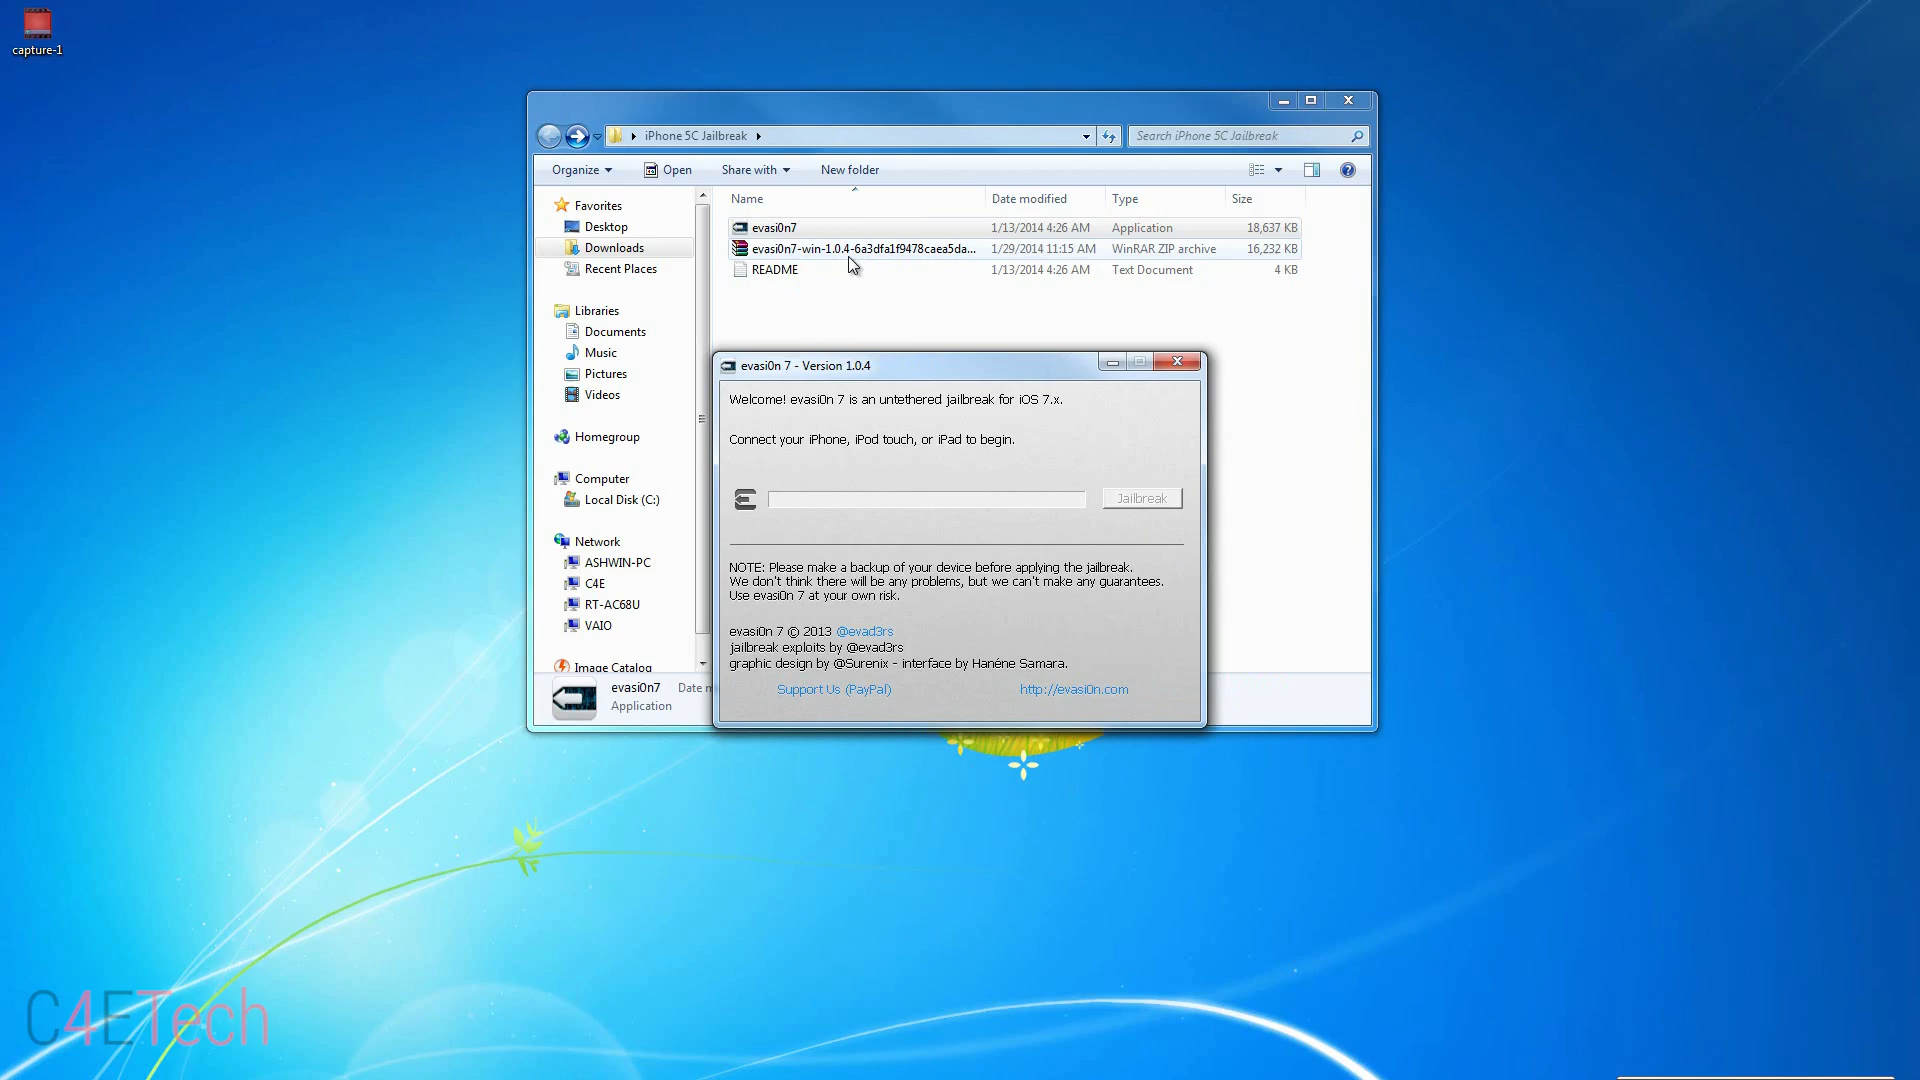 capture-1
iPhone 5C Jailbreak
Search iPhone 5C Jailbreak
Organize
Open
Share with
New folder
Name
Date modified
Type
Size
Favorites
Desktop
Downloads
Recent Places
Libraries
Documents
Music
Pictures
Videos
Homegroup
Computer
Local Disk (C:)
Network
ASHWIN-PC
C4E
RT-AC68U
VAIO
Image Catalog
evasi0n7 1/13/2014 4:26 AM Application 18,637 KB
evasi0n7-win-1.0.4-6a3dfa1f9478caea5da... 1/29/2014 11:15 AM WinRAR ZIP archive 16,232 KB
README 1/13/2014 4:26 AM Text Document 4 KB
evasi0n 7 - Version 1.0.4
Welcome! evasi0n 7 is an untethered jailbreak for iOS 7.x.
Connect your iPhone, iPod touch, or iPad to begin.
Jailbreak
NOTE: Please make a backup of your device before applying the jailbreak.
We don't think there will be any problems, but we can't make any guarantees.
Use evasi0n 7 at your own risk.
evasi0n 7 © 2013 @evad3rs
jailbreak exploits by @evad3rs
graphic design by @Surenix - interface by Hanéne Samara.
Support Us (PayPal)
http://evasi0n.com
evasi0n7 Date
Application
C4ETech